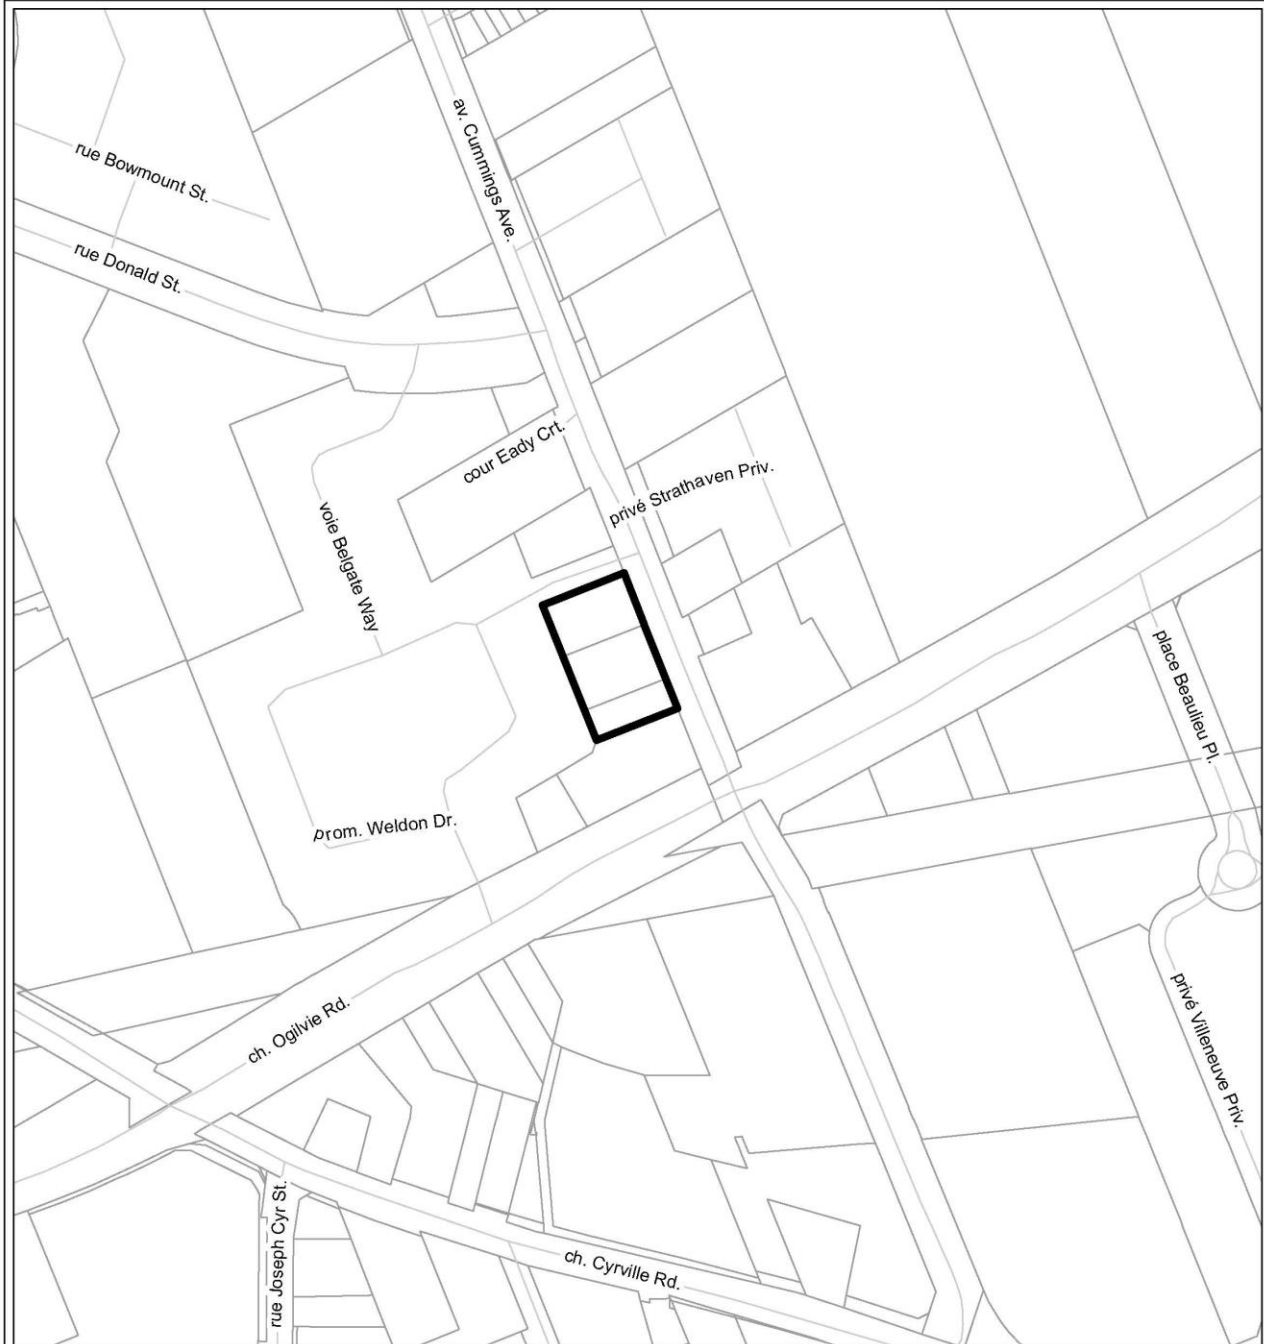 av. Cummings Ave.
rue Bowmount St.
rue Donald St.
cour Eady Crt.
privé Strathaven Priv.
voie Belgate Way
place Beaulieu Pl.
prom. Weldon Dr.
ch. Ogilvie Rd.
privé Villeneuve Priv.
rue Joseph Cyr St.
ch. Cyrville Rd.